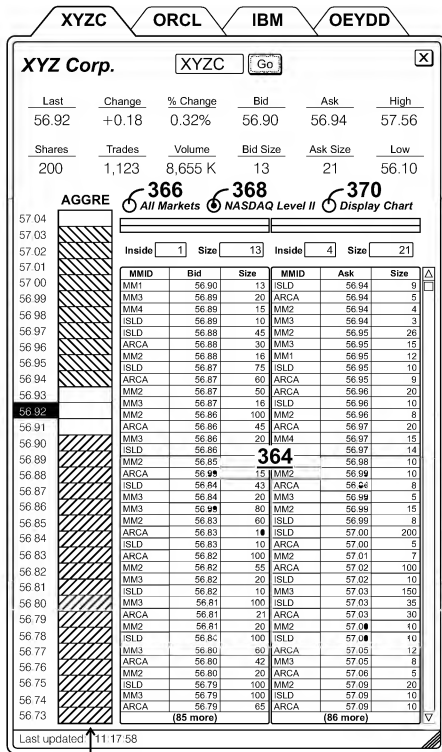 XYZC ORCL IBM OEYDD
XYZ Corp. XYZC Go X
Last Change % Change Bid Ask High
56.92 +0.18 0.32% 56.90 56.94 57.56
Shares Trades Volume Bid Size Ask Size Low
200 1,123 8,655 K 13 21 56.10
366 368 370
AGGRE All Markets NASDAQ Level II Display Chart
57 04
57 03
57 02
57 01
57 00
56 99
56 98
56 97
56 96
56 95
56 94
56 93
56 92
56 91
56 90
56 89
56 88
56 87
56 86
56 85
56 84
56 83
56 82
56 81
56 80
56 79
56 78
56 77
56 76
56 75
56 74
56 73
Inside 1 Size 13 Inside 4 Size 21
MMID Bid Size MMID Ask Size
MM1 56.90 13 ISLD 56.94 9
MM3 56.89 20 ARCA 56.94 5
MM4 56.89 15 MM2 56.94 4
ISLD 56.89 10 MM3 56.94 3
ISLD 56.88 45 MM2 56.95 26
ARCA 56.88 30 MM3 56.95 15
MM2 56.88 16 MM1 56.95 12
ISLD 56.87 75 ISLD 56.95 10
ARCA 56.87 60 ARCA 56.95 9
MM2 56.87 50 ARCA 56.96 20
MM3 56.87 16 ISLD 56.96 10
MM2 56.86 100 MM2 56.96 8
ARCA 56.86 45 ARCA 56.97 20
MM3 56.86 20 MM4 56.97 15
ISLD 56.86 56.97 14
364
MM2 56.85 56.98 10
ARCA 15 MM2 56.99 10
ISLD 56.84 43 ARCA 8
MM3 56.84 20 MM3 56.99 5
MM3 80 MM2 56.99 15
MM2 56.83 60 ISLD 56.99 8
ARCA 56.83 ISLD 57.00 200
ISLD 56.83 10 ARCA 57.00 5
ARCA 56.82 100 MM2 57.01 7
MM2 56.82 55 ARCA 57.02 100
MM3 56.82 20 ISLD 57.02 10
ISLD 56.82 10 MM3 57.03 150
MM3 56.81 100 ISLD 57.03 35
ARCA 56.81 21 ARCA 57.03 30
MM2 56.81 20 MM2 40
ISLD 100 ISLD 40
MM3 56.80 60 ARCA 57.05 12
ARCA 56.80 42 MM3 57.05 8
MM2 56.80 20 ARCA 57.06 5
ISLD 56.79 100 MM2 57.09 20
MM3 56.79 100 ISLD 57.09 10
ARCA 56.79 65 ARCA 57.09 10
(85 more) (86 more)
Last updated 11:17:58